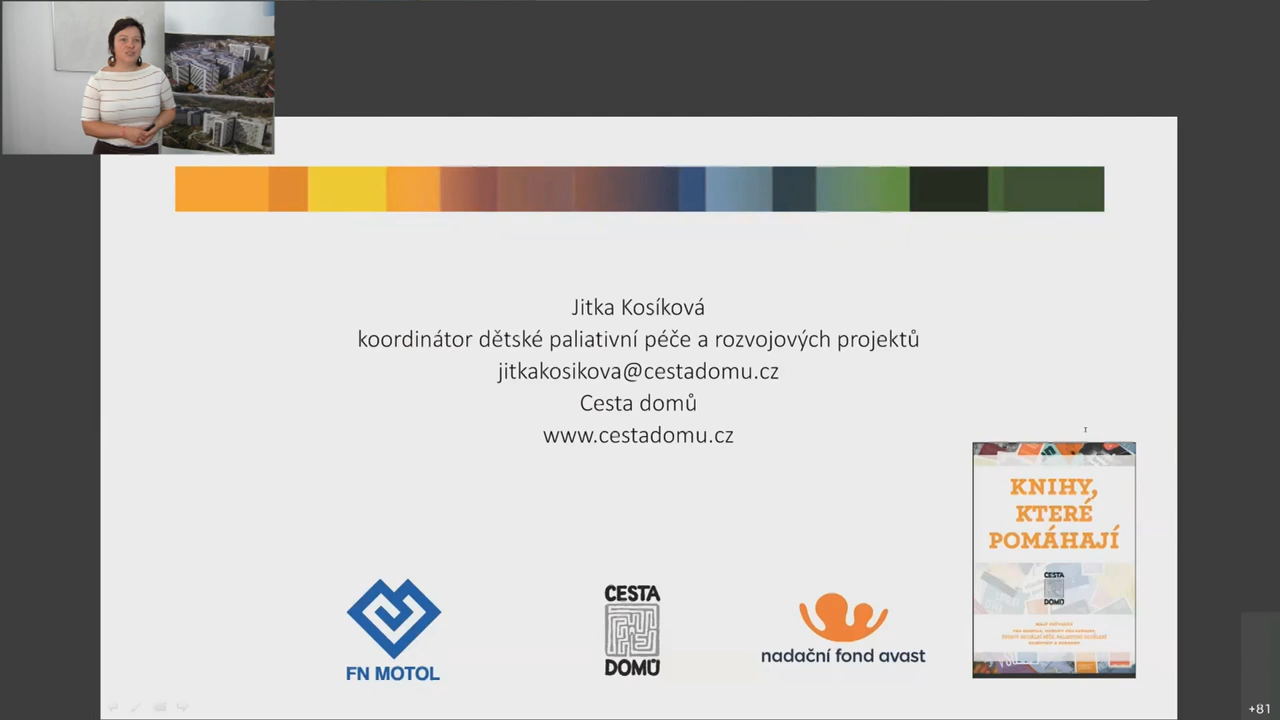 Jitka Kosíková
koordinátor dětské paliativní péče a rozvojových projektů
jitkakosikova@cestadomu.cz
Cesta domů
www.cestadomu.cz
KNIHY,
KTERÉ
POMÁHAJÍ
CESTA
DOMŮ
FN MOTOL
CESTA
DOMŮ
nadační fond avast
+81